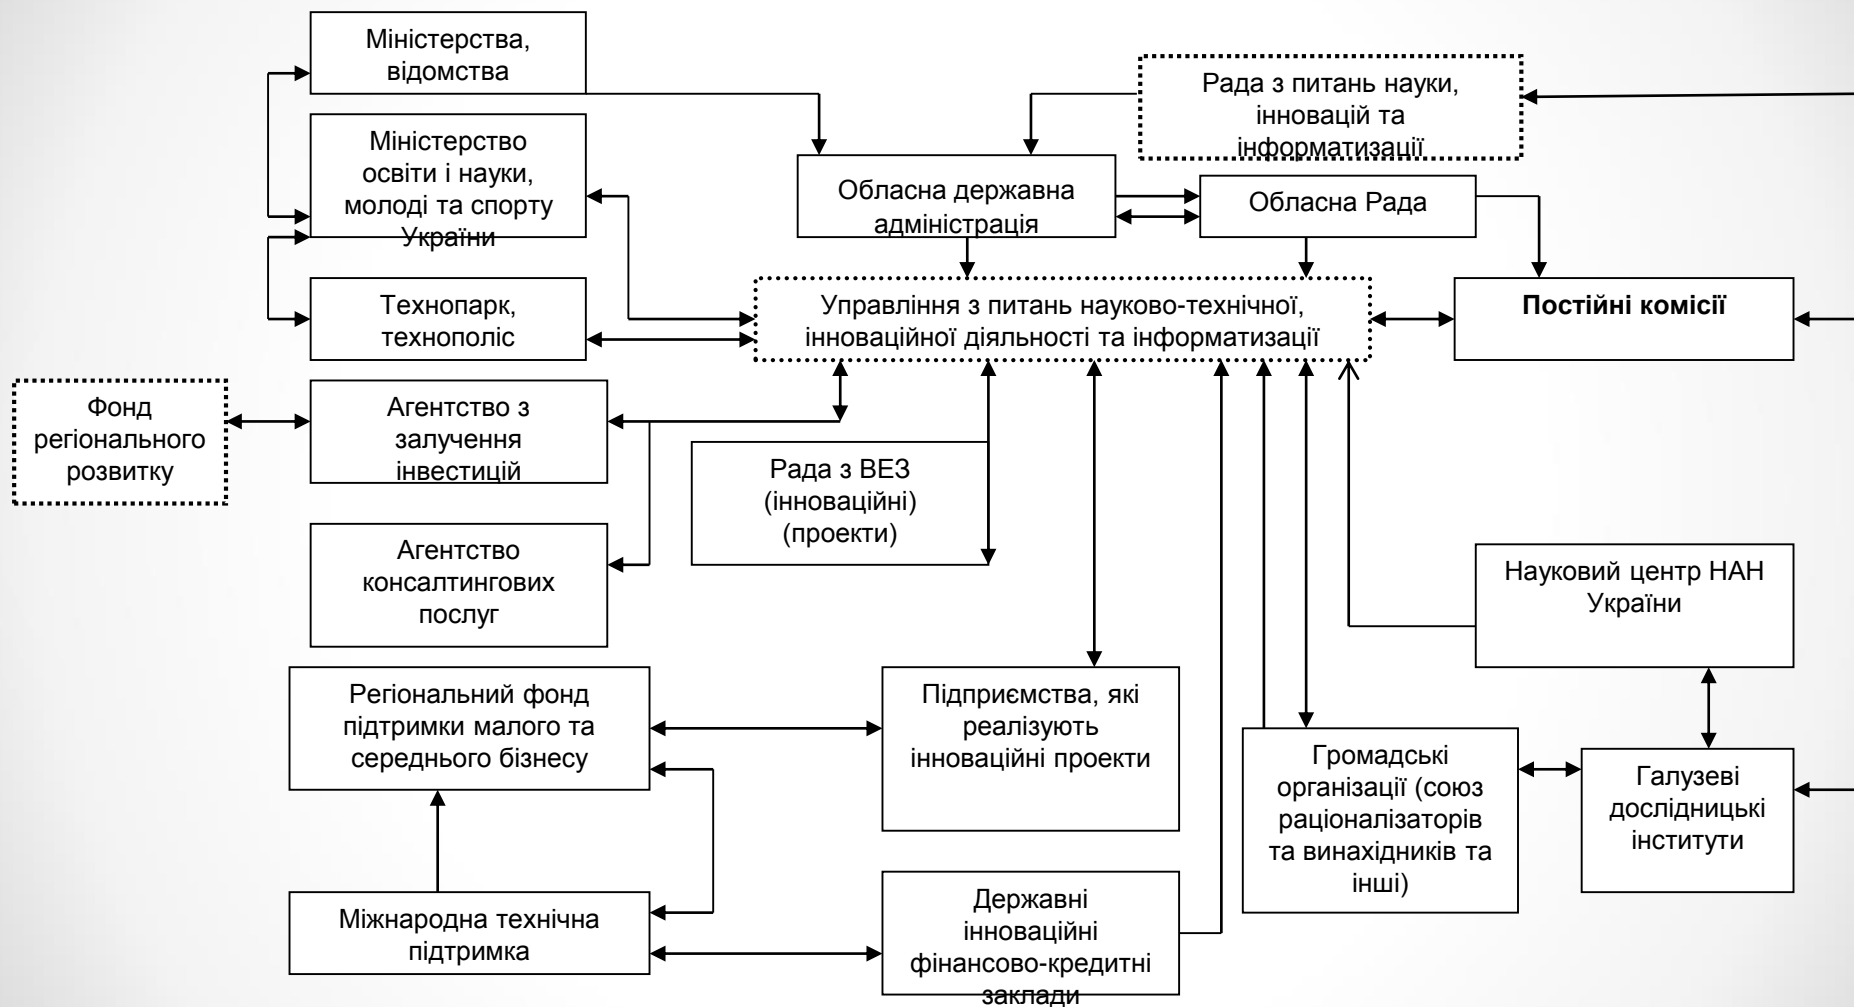 Міністерства,
відомства
Рада з питань науки,
інновацій та
інформатизації
Міністерство
освіти і науки,
молоді та спорту
України
Обласна державна
адміністрація
Обласна Рада
Технопарк,
технополіс
Управління з питань науково-технічної,
інноваційної діяльності та інформатизації
Постійні комісії
Фонд
регіонального
розвитку
Агентство з
залучення
інвестицій
Рада з ВЕЗ
(інноваційні)
(проекти)
Агентство
консалтингових
послуг
Науковий центр НАН
України
Регіональний фонд
підтримки малого та
середнього бізнесу
Підприємства, які
реалізують
інноваційні проекти
Громадські
організації (союз
раціоналізаторів
та винахідників та
інші)
Галузеві
дослідницькі
інститути
Міжнародна технічна
підтримка
Державні
інноваційні
фінансово-кредитні
заклади